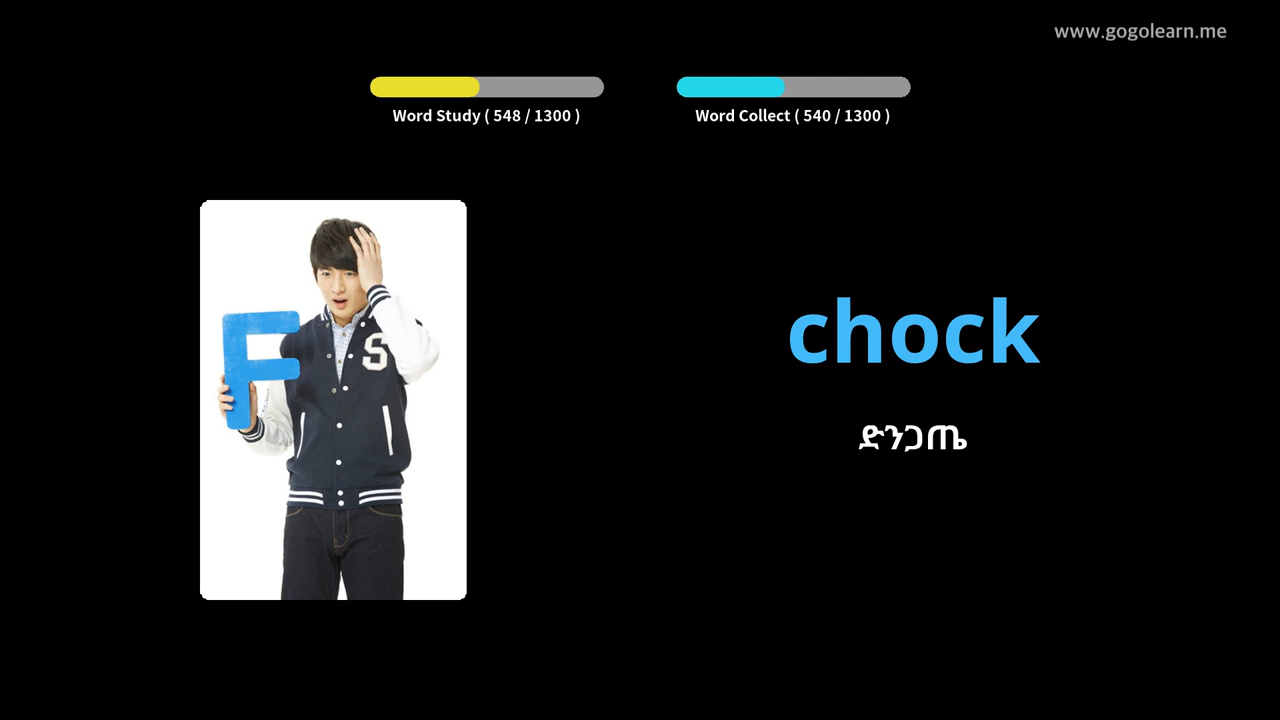 www.gogolearn.me
Word Study ( 548 / 1300 )
Word Collect ( 540 / 1300 )
F
S
chock
ድንጋጤ